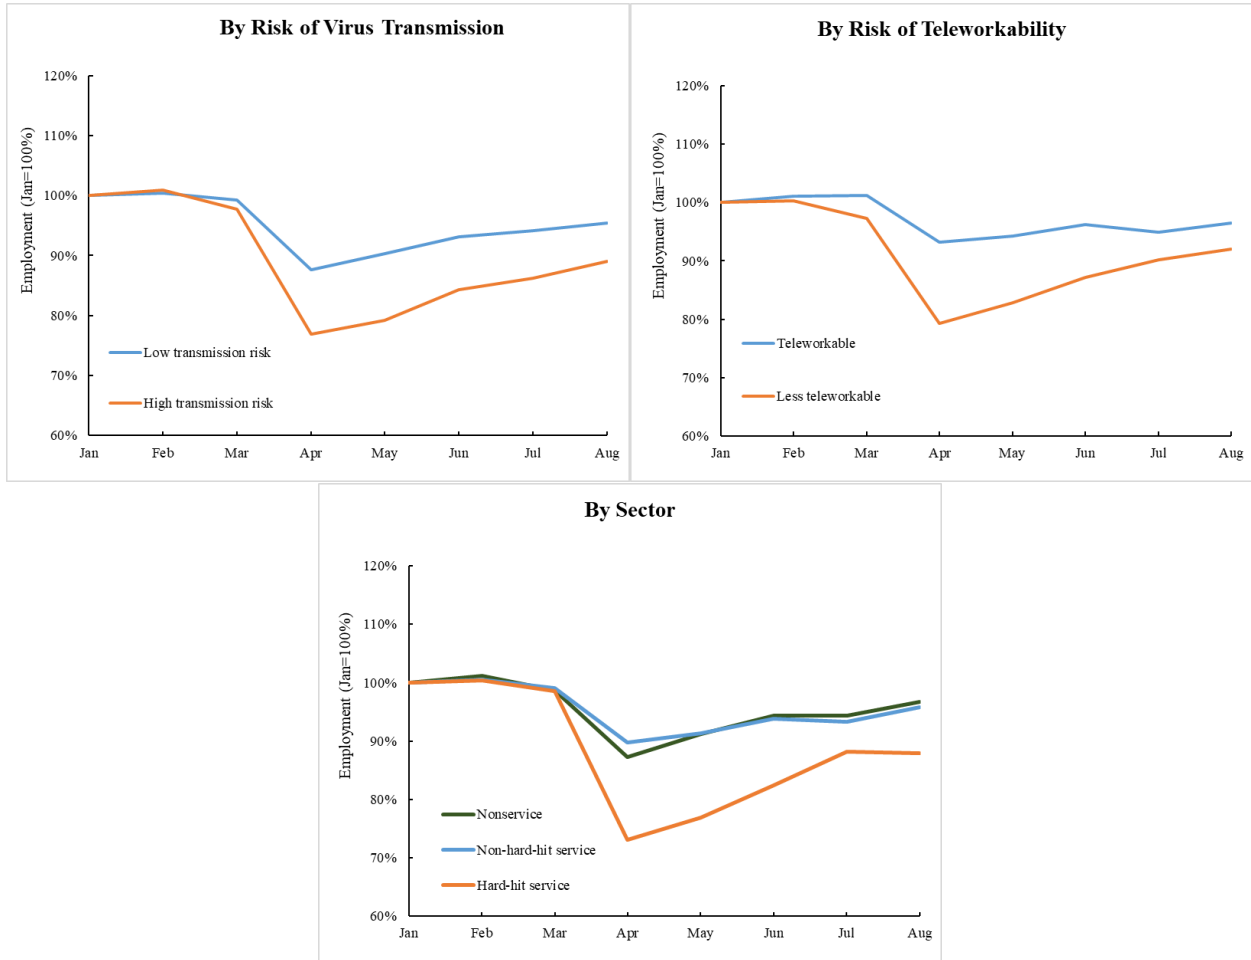 By Risk of Virus Transmission
Employment (Jan=100%)
120%
110%
100%
90%
80%
70%
60%
Low transmission risk
High transmission risk
Jan Feb Mar Apr May Jun Jul Aug
By Risk of Teleworkability
Employment (Jan=100%)
120%
110%
100%
90%
80%
70%
60%
Teleworkable
Less teleworkable
Jan Feb Mar Apr May Jun Jul Aug
By Sector
Employment (Jan=100%)
120%
110%
100%
90%
80%
70%
60%
Nonservice
Non-hard-hit service
Hard-hit service
Jan Feb Mar Apr May Jun Jul Aug